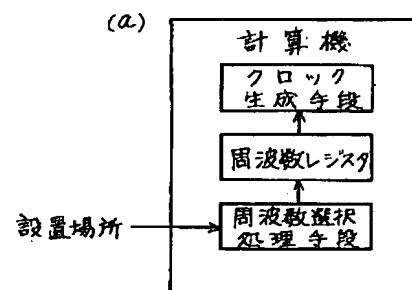 (a)
計算機
クロック
生成手段
周波数レジスタ
設置場所
周波数選択
処理手段